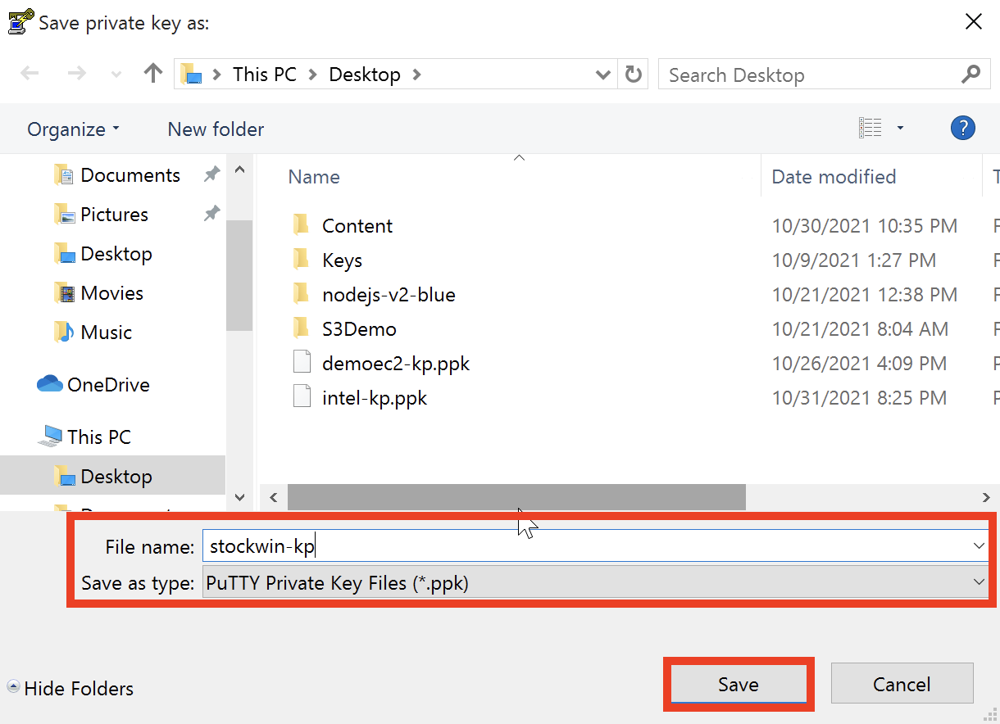 Save private key as:
This PC > Desktop >
Search Desktop
Organize
New folder
?
Documents
Pictures
Desktop
Movies
Music
OneDrive
This PC
Desktop
Name Date modified T
Content 10/30/2021 10:35 PM F
Keys 10/9/2021 1:27 PM F
nodejs-v2-blue 10/21/2021 12:38 PM F
S3Demo 10/21/2021 8:04 AM F
demoec2-kp.ppk 10/26/2021 4:09 PM P
intel-kp.ppk 10/31/2021 8:25 PM P
File name: stockwin-kp
Save as type: PuTTY Private Key Files (*.ppk)
Hide Folders
Save
Cancel